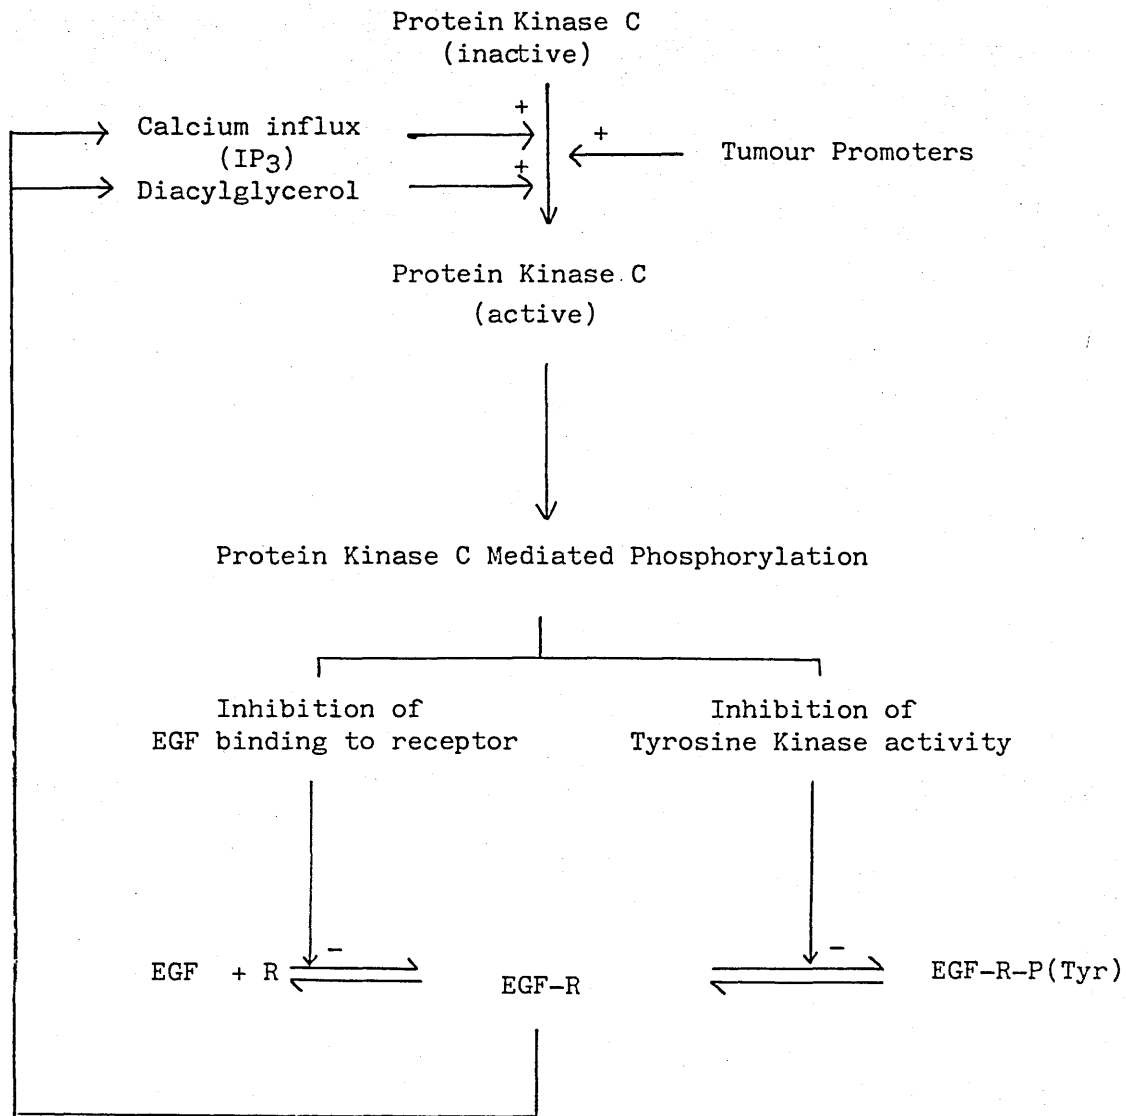 Protein Kinase C
(inactive)
+
Calcium influx
+
(IP3)
Tumour Promoters
+
Diacylglycerol
Protein Kinase C
(active)
Protein Kinase C Mediated Phosphorylation
Inhibition of
EGF binding to receptor
Inhibition of
Tyrosine Kinase activity
-
-
EGF + R
EGF-R
EGF-R-P(Tyr)